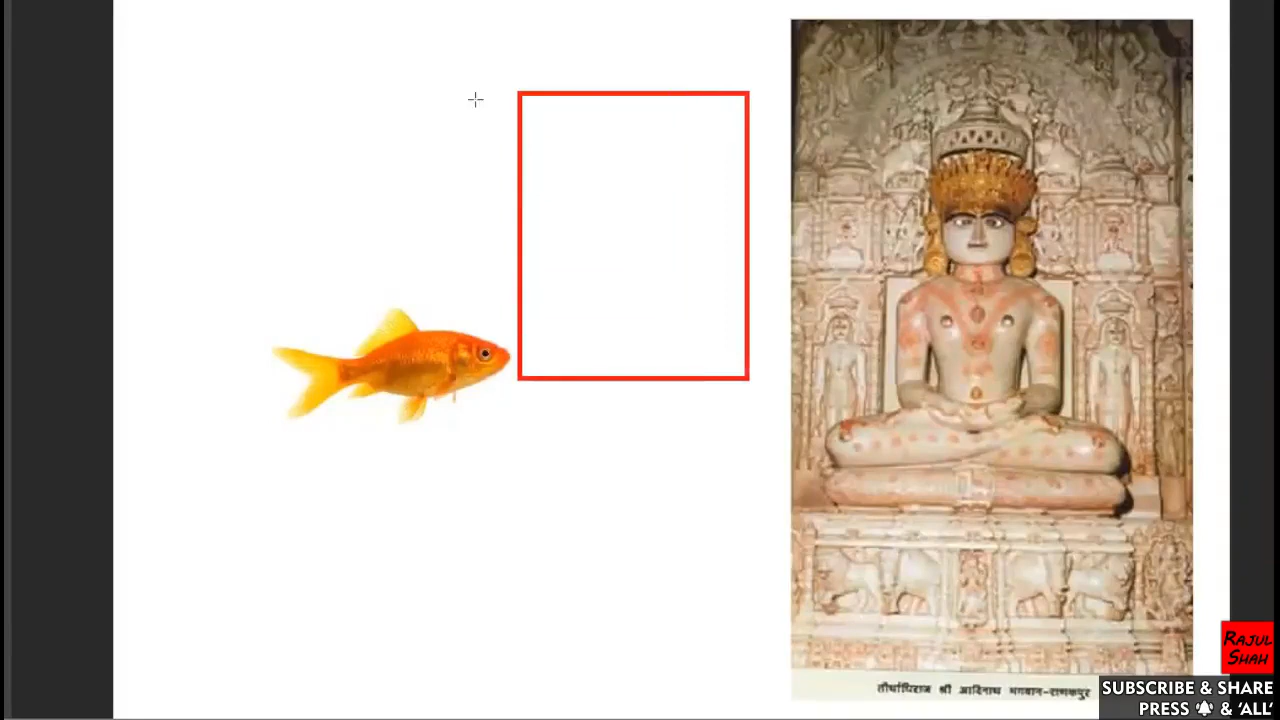 तीर्थाधिराज श्री आदिनाथ भगवान-राणकपुर
RAJUL
SHAH
SUBSCRIBE & SHARE
PRESS 🔔 & 'ALL'